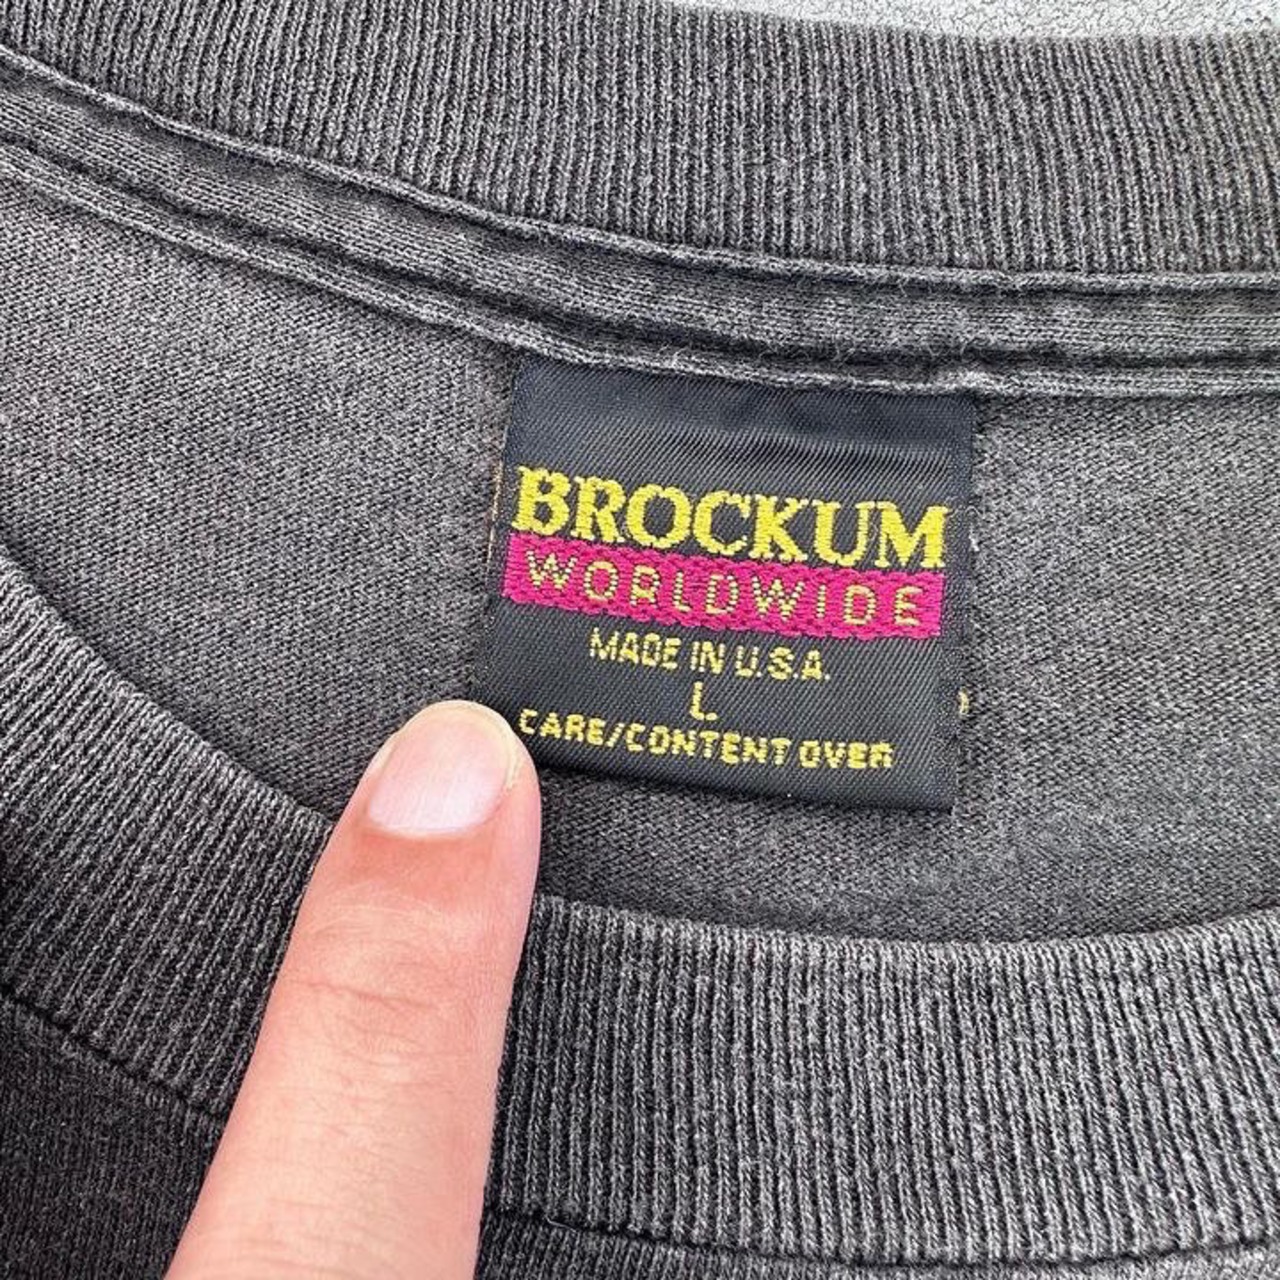 BROCKUM
WORLDWIDE
MADE IN U.S.A.
L
CARE/CONTENT OVER